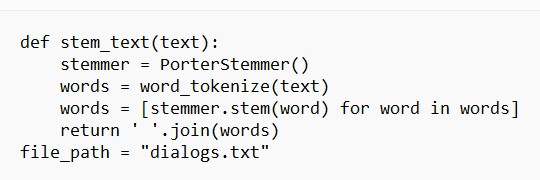 def stem_text(text):
    stemmer = PorterStemmer()
    words = word_tokenize(text)
    words = [stemmer.stem(word) for word in words]
    return ' '.join(words)
file_path = "dialogs.txt"